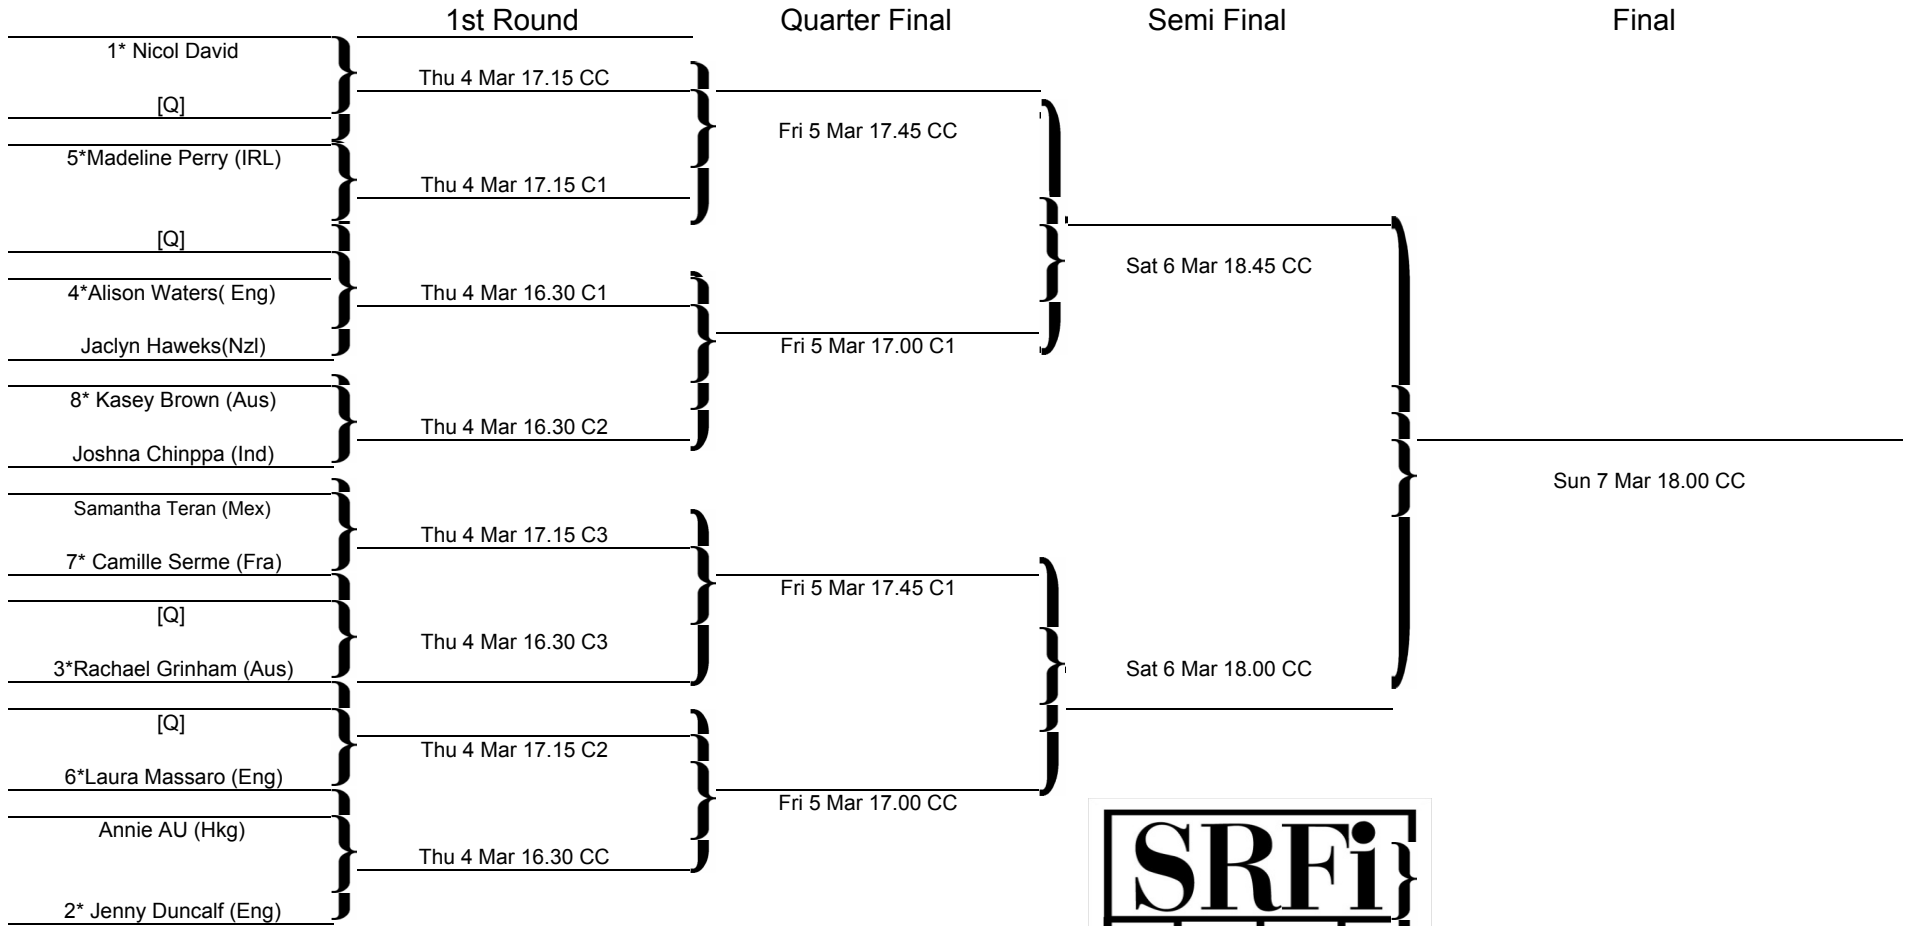 1st Round
Quarter Final
Semi Final
Final
1* Nicol David
[Q]
5*Madeline Perry (IRL)
[Q]
4*Alison Waters( Eng)
Jaclyn Haweks(Nzl)
8* Kasey Brown (Aus)
Joshna Chinppa (Ind)
Samantha Teran (Mex)
7* Camille Serme (Fra)
[Q]
3*Rachael Grinham (Aus)
[Q]
6*Laura Massaro (Eng)
Annie AU (Hkg)
2* Jenny Duncalf (Eng)
Thu 4 Mar 17.15 CC
Thu 4 Mar 17.15 C1
Thu 4 Mar 16.30 C1
Thu 4 Mar 16.30 C2
Thu 4 Mar 17.15 C3
Thu 4 Mar 16.30 C3
Thu 4 Mar 17.15 C2
Thu 4 Mar 16.30 CC
Fri 5 Mar 17.45 CC
Fri 5 Mar 17.00 C1
Fri 5 Mar 17.45 C1
Fri 5 Mar 17.00 CC
Sat 6 Mar 18.45 CC
Sat 6 Mar 18.00 CC
Sun 7 Mar 18.00 CC
SRFi